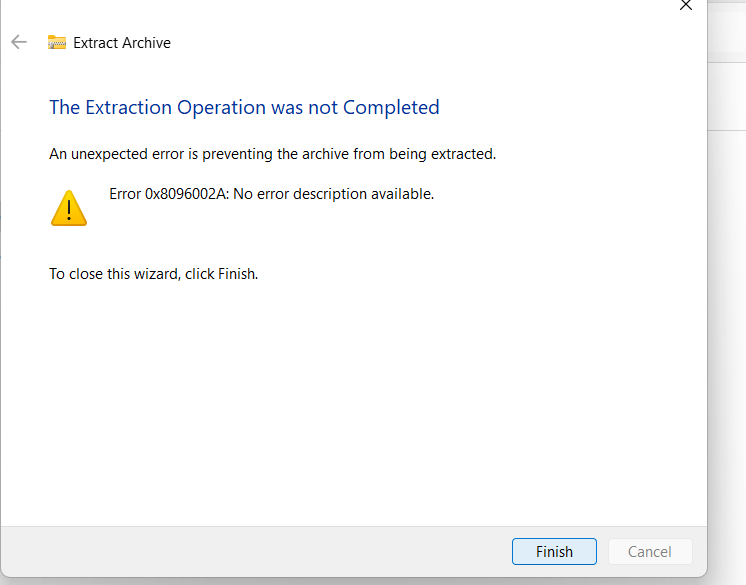 Extract Archive
The Extraction Operation was not Completed
An unexpected error is preventing the archive from being extracted.
Error 0x8096002A: No error description available.
To close this wizard, click Finish.
Finish
Cancel